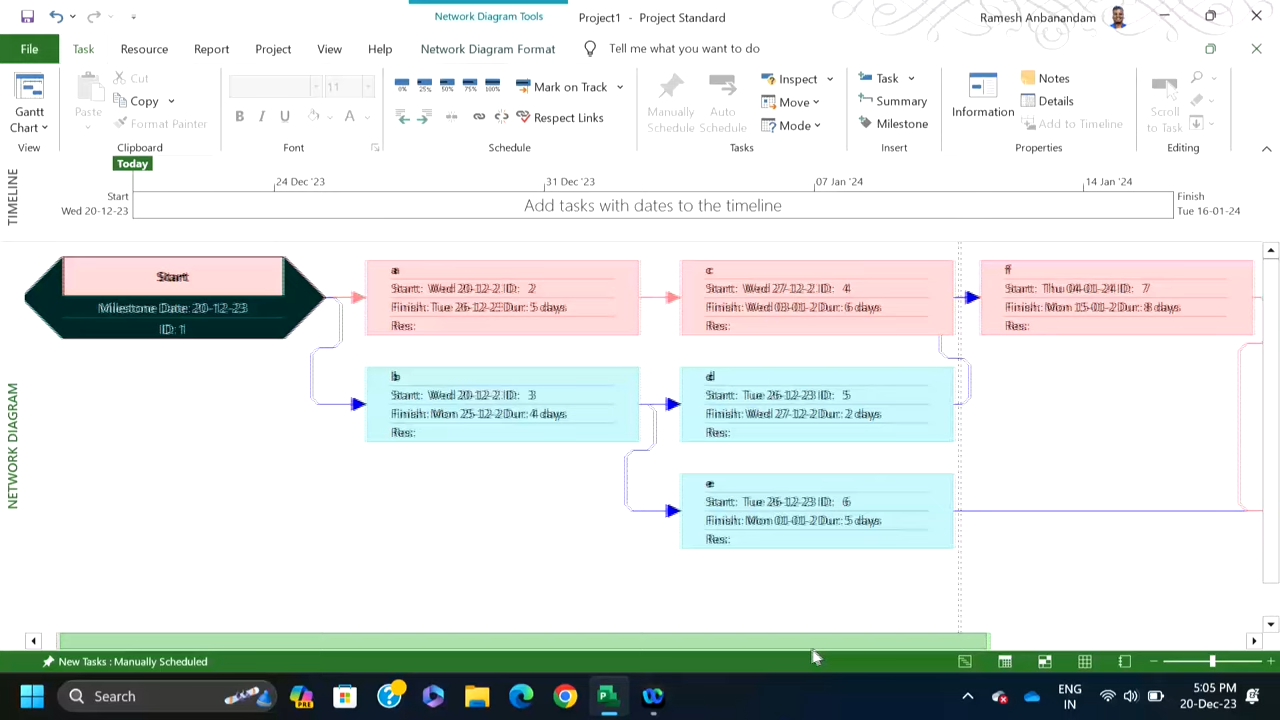 Network Diagram Tools
Project1 - Project Standard
Ramesh Anbanandam
File Task Resource Report Project View Help Network Diagram Format Tell me what you want to do
Gantt Chart
View
Paste
Cut
Copy
Format Painter
Clipboard
11
B I U A
Font
0% 25% 50% 75% 100%
Mark on Track
Respect Links
Schedule
Manually Schedule
Auto Schedule
Inspect
Move
Mode
Tasks
Task
Summary
Milestone
Insert
Information
Notes
Details
Add to Timeline
Properties
Scroll to Task
Editing
Today
TIMELINE
24 Dec '23
31 Dec '23
07 Jan '24
14 Jan '24
Start
Wed 20-12-23
Add tasks with dates to the timeline
Finish
Tue 16-01-24
NETWORK DIAGRAM
Start
Milestone Date: 20-12-23
ID: 1
a
Start: Wed 20-12-2 ID: 2
Finish: Tue 26-12-23 Dur: 5 days
Res:
c
Start: Wed 27-12-2 ID: 4
Finish: Wed 03-01-2 Dur: 6 days
Res:
f
Start: Thu 04-01-24 ID: 7
Finish: Mon 15-01-2 Dur: 8 days
Res:
b
Start: Wed 20-12-2 ID: 3
Finish: Mon 25-12-2 Dur: 4 days
Res:
d
Start: Tue 26-12-23 ID: 5
Finish: Wed 27-12-2 Dur: 2 days
Res:
e
Start: Tue 26-12-23 ID: 6
Finish: Mon 01-01-2 Dur: 5 days
Res:
New Tasks : Manually Scheduled
Search
PRE
ENG
IN
5:05 PM
20-Dec-23